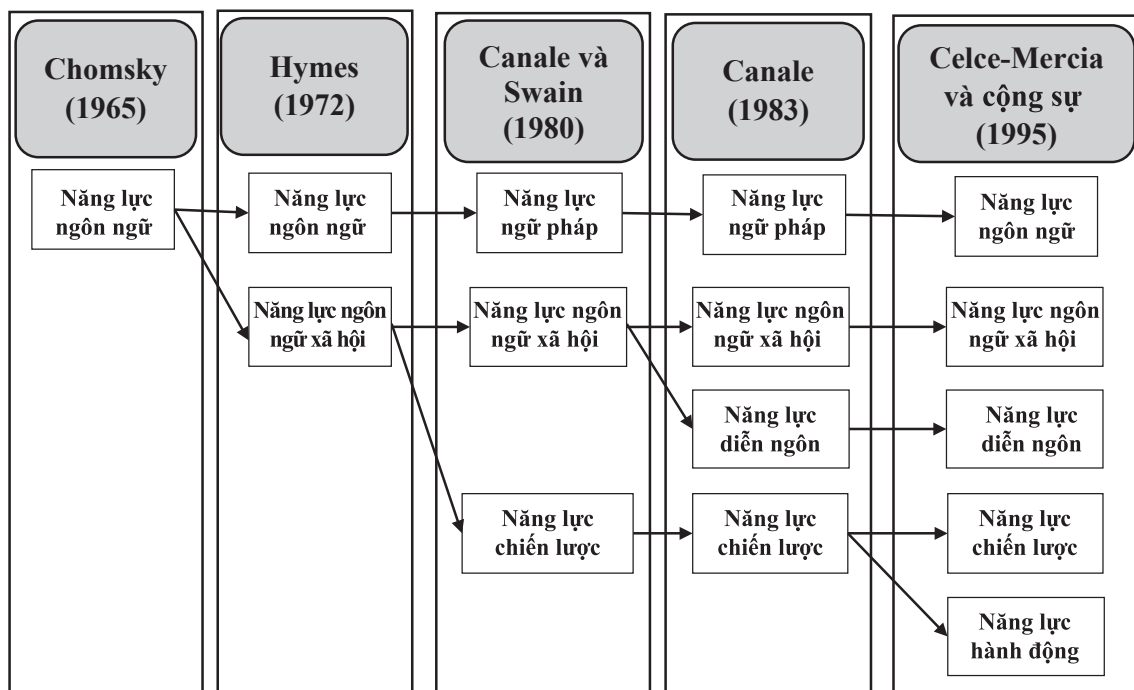 Chomsky
(1965)
Hymes
(1972)
Canale và
Swain
(1980)
Canale
(1983)
Celce-Mercia
và cộng sự
(1995)
Năng lực
ngôn ngữ
Năng lực
ngôn ngữ
Năng lực
ngữ pháp
Năng lực
ngữ pháp
Năng lực
ngôn ngữ
Năng lực ngôn
ngữ xã hội
Năng lực ngôn
ngữ xã hội
Năng lực ngôn
ngữ xã hội
Năng lực ngôn
ngữ xã hội
Năng lực
diễn ngôn
Năng lực
diễn ngôn
Năng lực
chiến lược
Năng lực
chiến lược
Năng lực
chiến lược
Năng lực
hành động